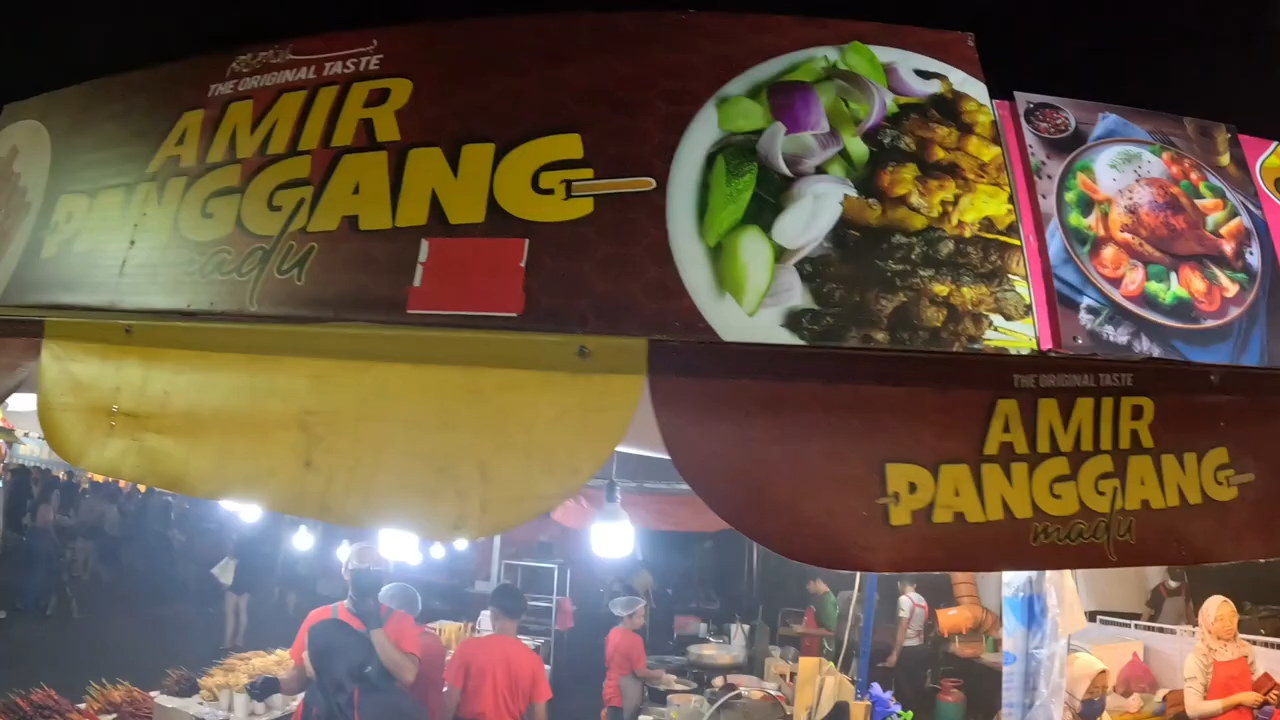 THE ORIGINAL TASTE
AMIR
PANGGANG
madu
THE ORIGINAL TASTE
AMIR
PANGGANG
madu